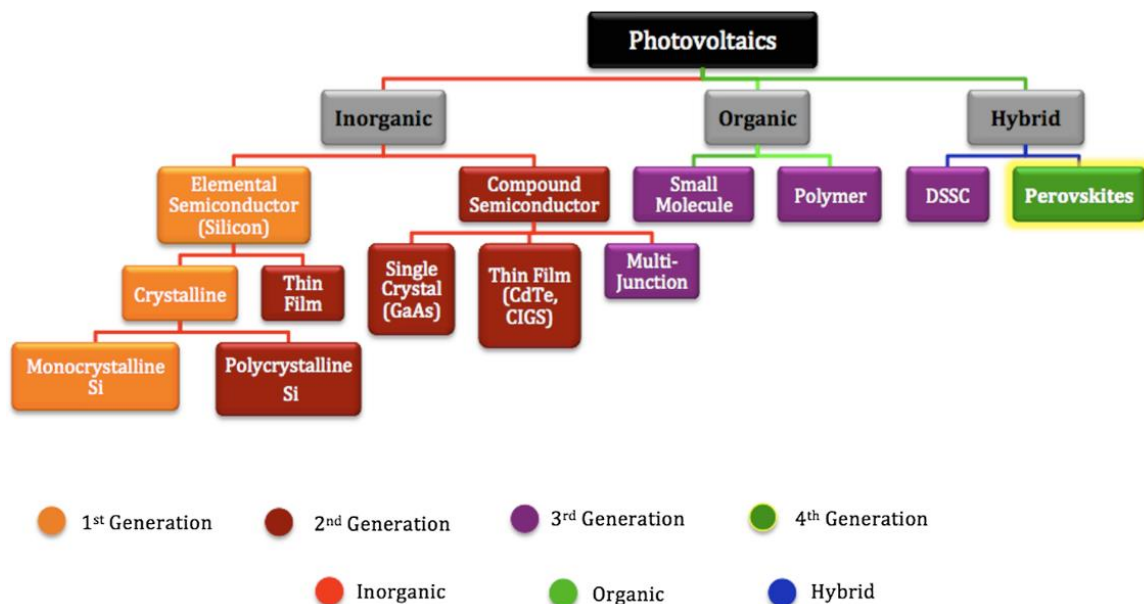 Photovoltaics
Inorganic
Organic
Hybrid
Elemental
Semiconductor
(Silicon)
Compound
Semiconductor
Small
Molecule
Polymer
DSSC
Perovskites
Crystalline
Thin
Film
Single
Crystal
(GaAs)
Thin Film
(CdTe,
CIGS)
Multi-
Junction
Monocrystalline
Si
Polycrystalline
Si
1st Generation
2nd Generation
3rd Generation
4th Generation
Inorganic
Organic
Hybrid